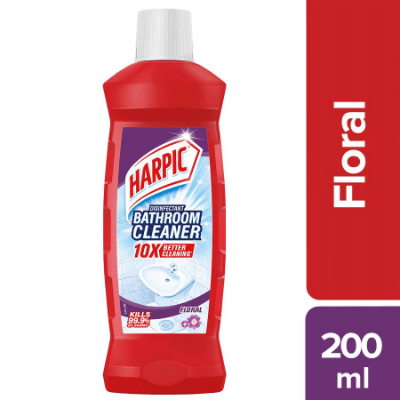 HARPIC
DISINFECTANT
BATHROOM
CLEANER
10X BETTER
CLEANING*
KILLS
99.9%
FLORAL
Floral
200
ml